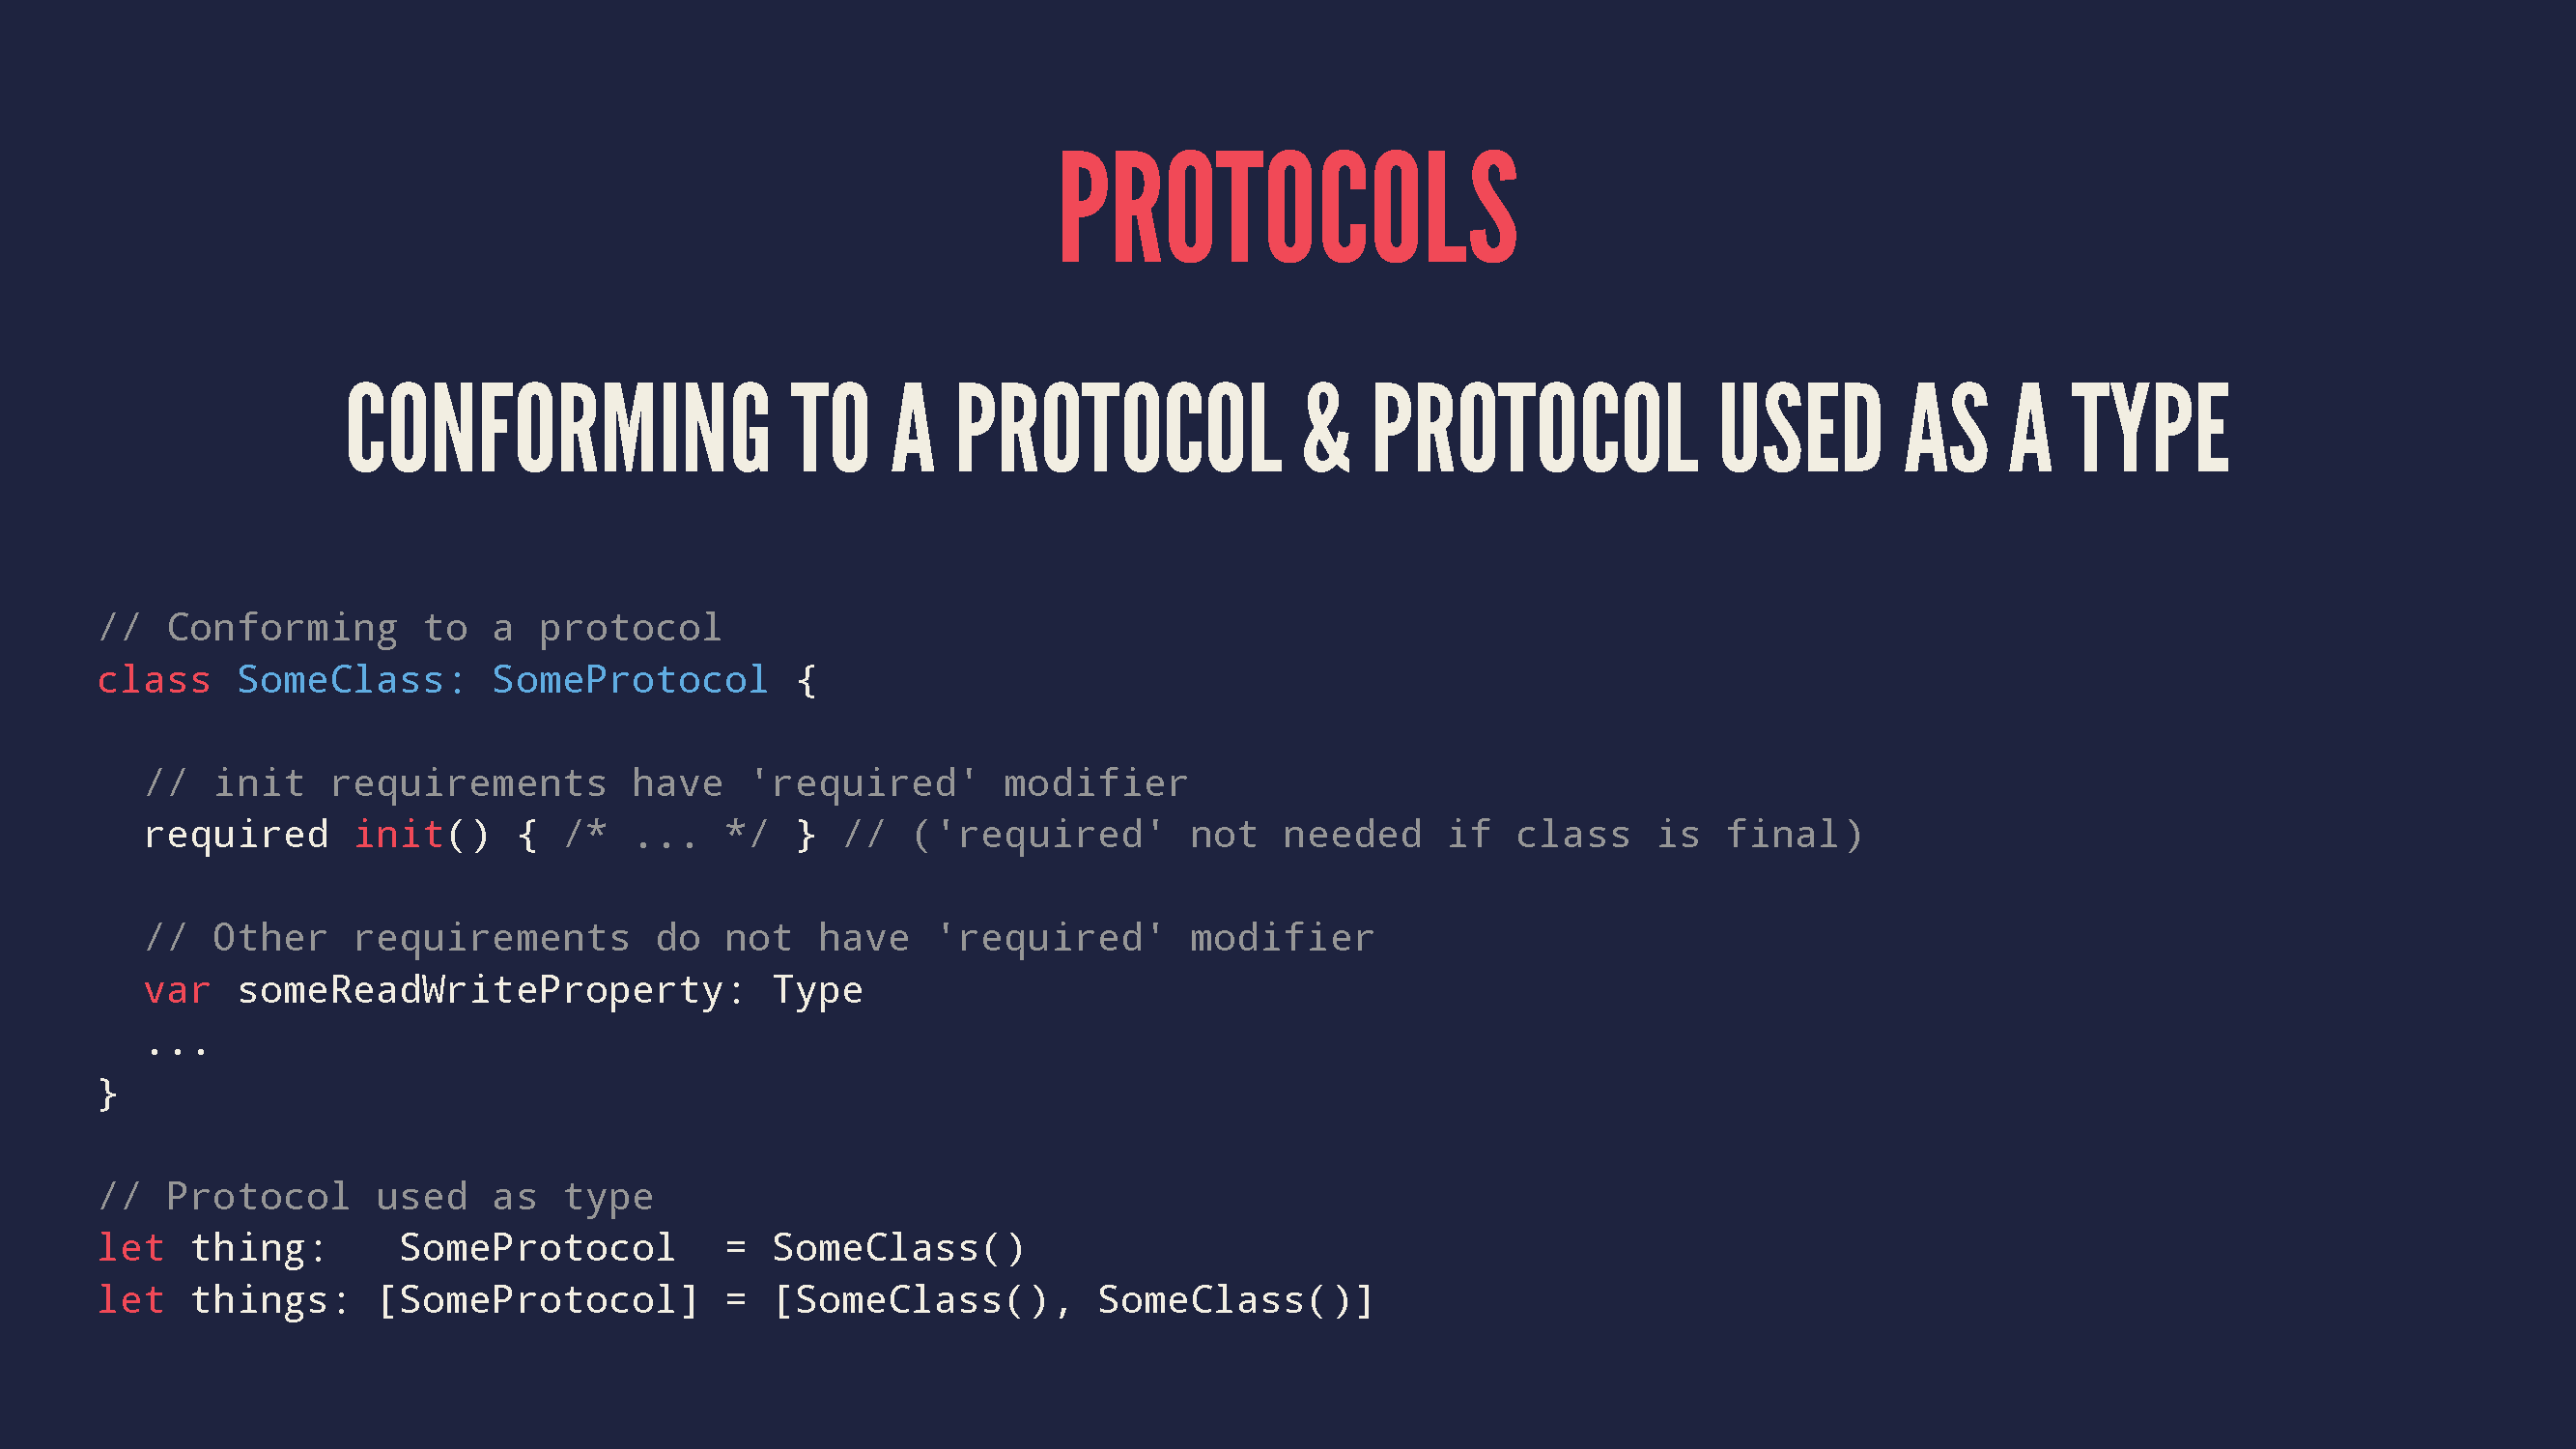 PROTOCOLS
CONFORMING TO A PROTOCOL & PROTOCOL USED AS A TYPE
// Conforming to a protocol
class SomeClass: SomeProtocol {
// init requirements have 'required' modifier
required init() { /* ... */ } // ('required' not needed if class is final)
// Other requirements do not have 'required' modifier
var someReadWriteProperty: Type
...
}
// Protocol used as type
let thing: SomeProtocol = SomeClass()
let things: [SomeProtocol] = [SomeClass(), SomeClass()]